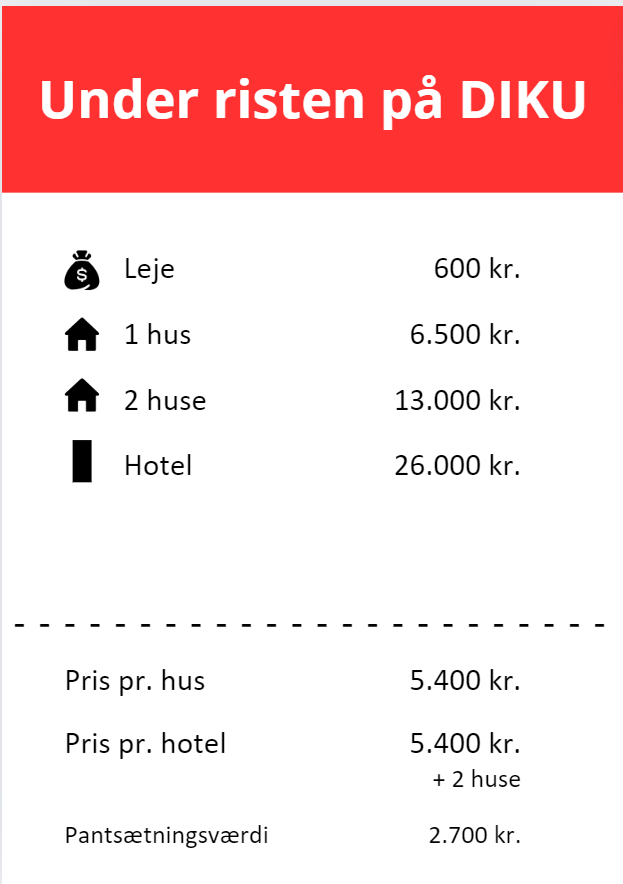 Under risten på DIKU
$ Leje 600 kr.
1 hus 6.500 kr.
2 huse 13.000 kr.
Hotel 26.000 kr.
- - - - - - - - - - - - - - - - - - - - - - - -
Pris pr. hus 5.400 kr.
Pris pr. hotel 5.400 kr.
+ 2 huse
Pantsætningsværdi 2.700 kr.